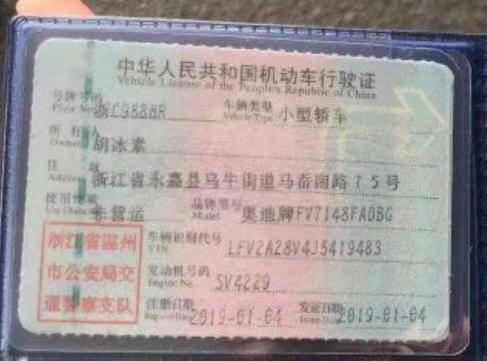 中华人民共和国机动车行驶证
Vehicle License of the People's Republic of China
号牌号码 浙C988MR 车辆类型 小型轿车
Plate No. Vehicle Type
所有人 胡冰素
Owner
住址 浙江省永嘉县乌牛街道马岙南路75号
Address
使用性质 非营运 品牌型号 奥迪牌FV7148FADBG
Use Character Model
浙江省温州
市公安局交
通警察支队
车辆识别代号 LFV2A28V4J5419483
VIN
发动机号码 SV4229
Engine No.
注册日期 2019-01-04 发证日期 2019-01-04
Register Date Issue Date